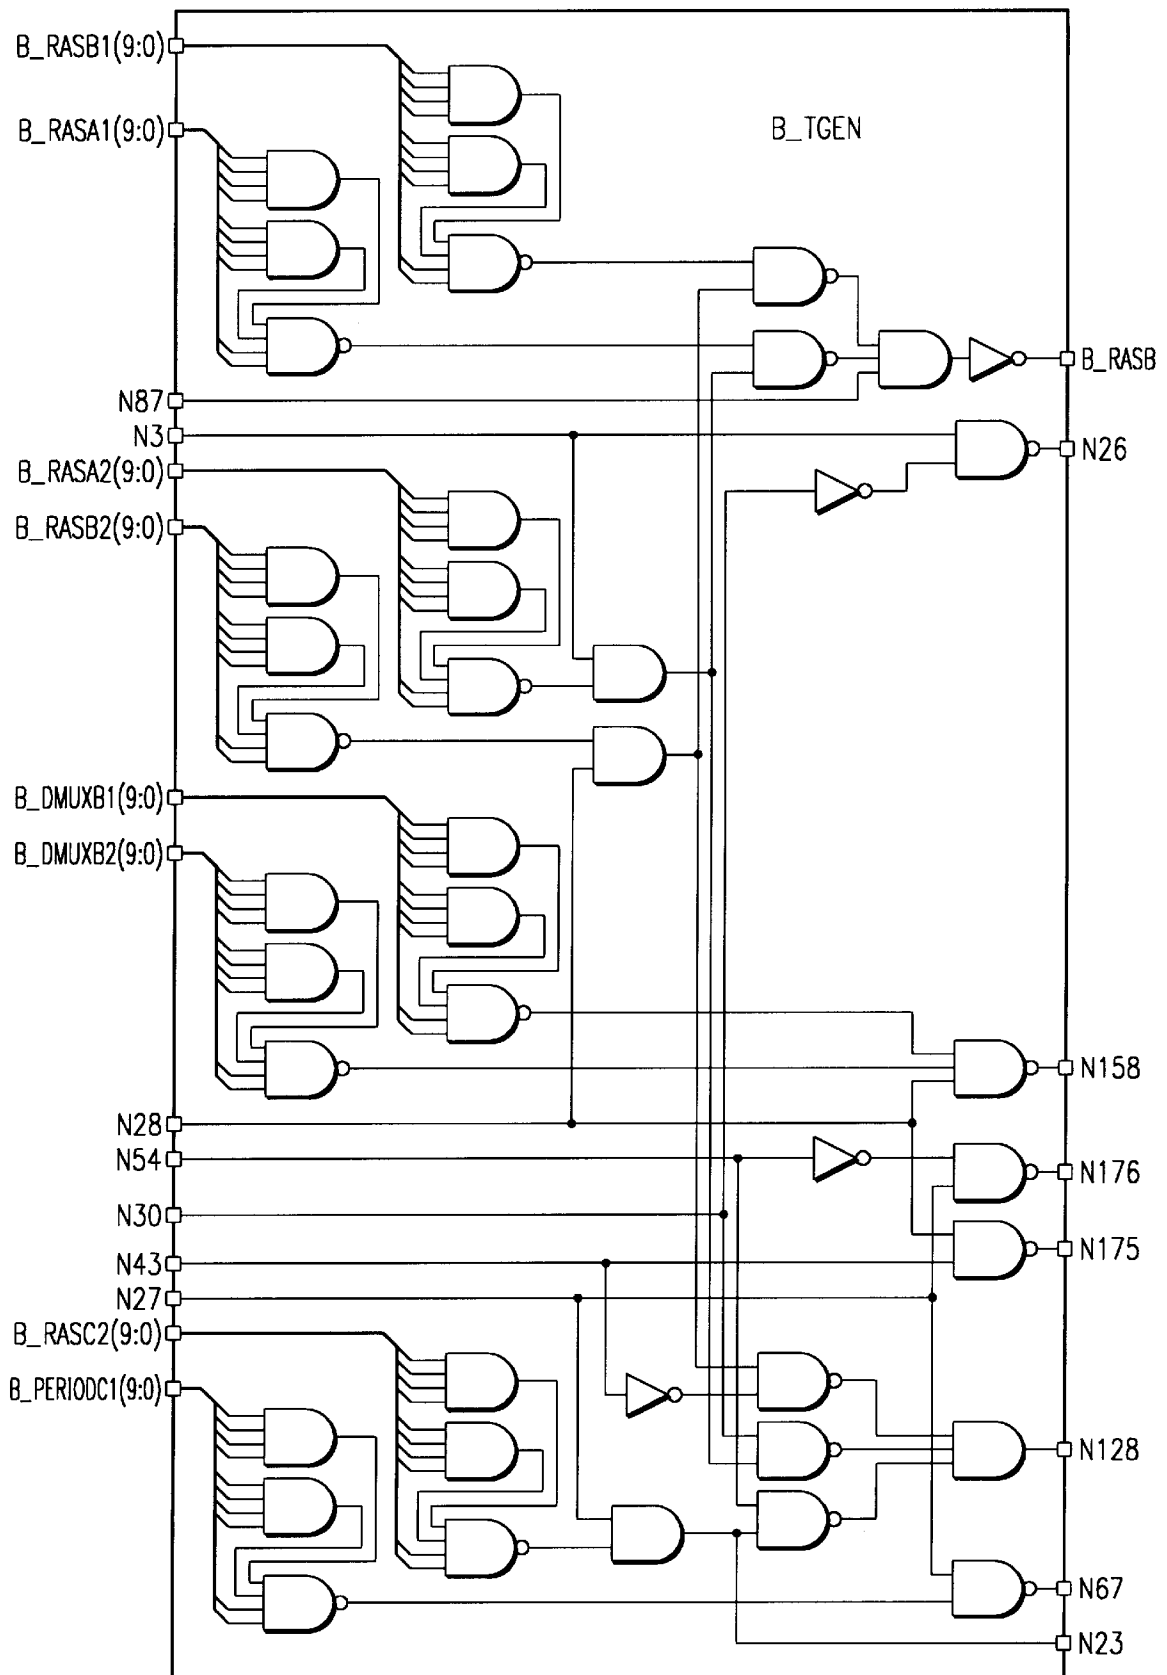 B_RASB1(9:0)
B_RASA1(9:0)
B_TGEN
B_RASB
N87
N3
N26
B_RASA2(9:0)
B_RASB2(9:0)
B_DMUXB1(9:0)
B_DMUXB2(9:0)
N158
N28
N54
N176
N30
N175
N43
N27
B_RASC2(9:0)
B_PERIODC1(9:0)
N128
N67
N23